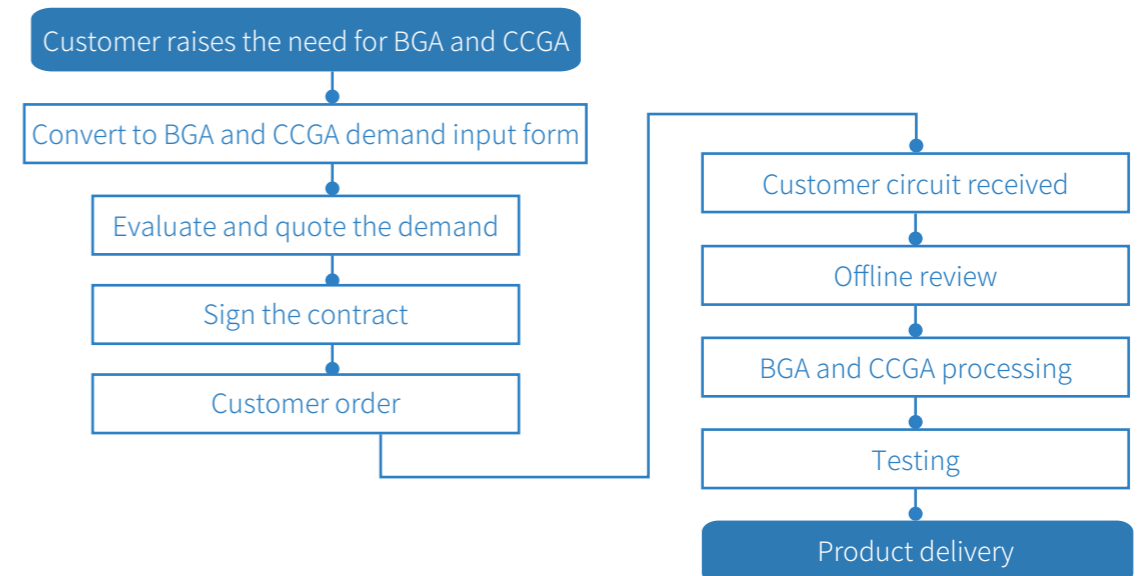 Customer raises the need for BGA and CCGA
Convert to BGA and CCGA demand input form
Evaluate and quote the demand
Sign the contract
Customer order
Customer circuit received
Offline review
BGA and CCGA processing
Testing
Product delivery